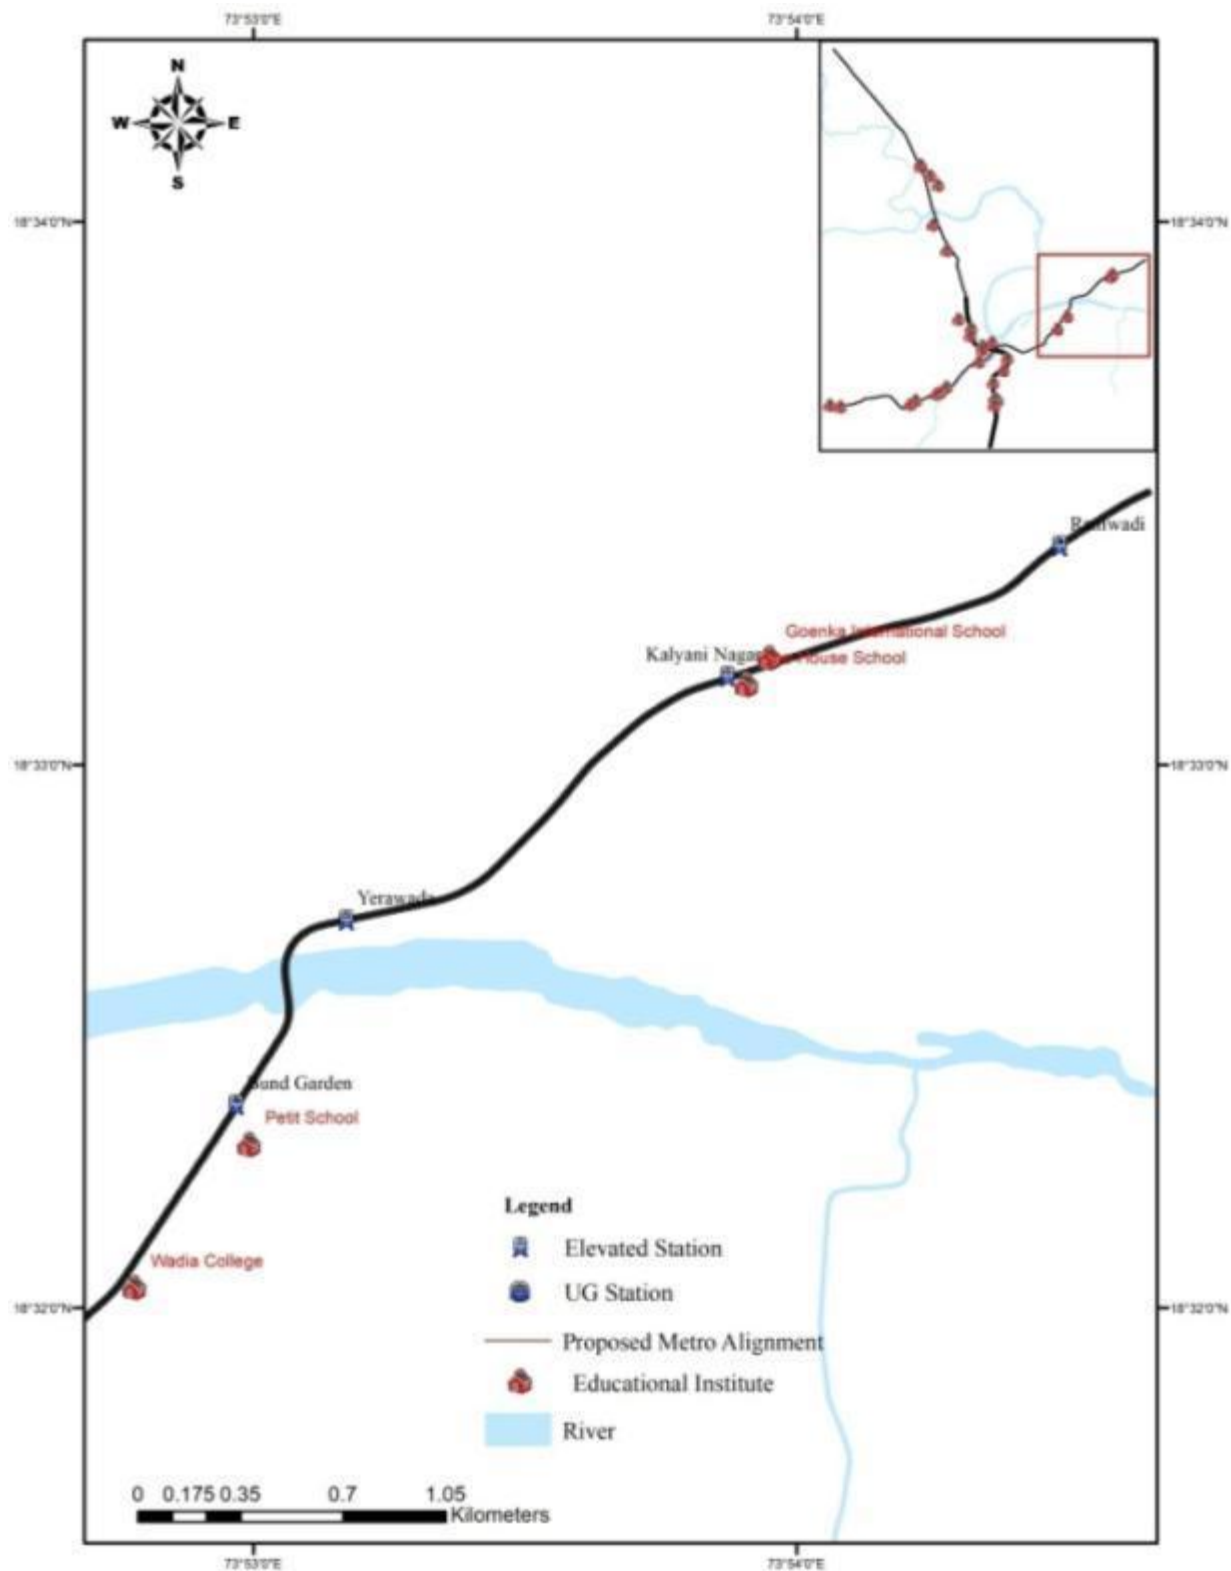 73°53'0"E
73°54'0"E
N
W E
S
18°34'0"N
18°34'0"N
Goenka International School
Kalyani Nagar
House School
18°33'0"N
18°33'0"N
Yerawada
Bund Garden
Petit School
Wadia College
18°32'0"N
18°32'0"N
Legend
Elevated Station
UG Station
Proposed Metro Alignment
Educational Institute
River
0 0.175 0.35 0.7 1.05
Kilometers
73°53'0"E
73°54'0"E